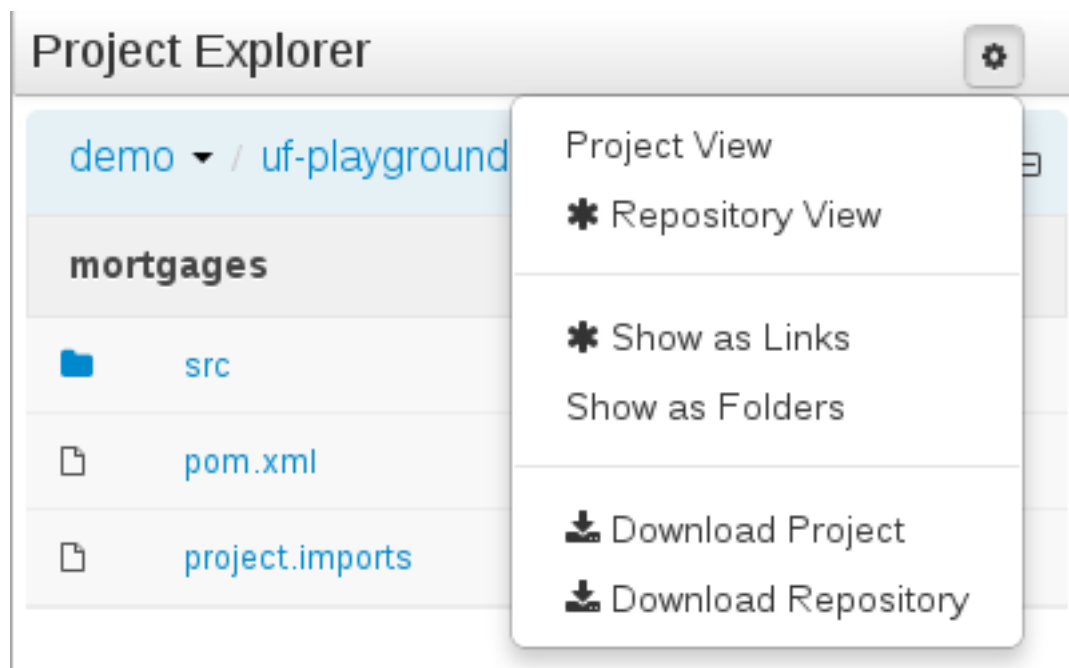 Project Explorer
demo / uf-playground
mortgages
src
pom.xml
project.imports
Project View
✱ Repository View
✱ Show as Links
Show as Folders
Download Project
Download Repository